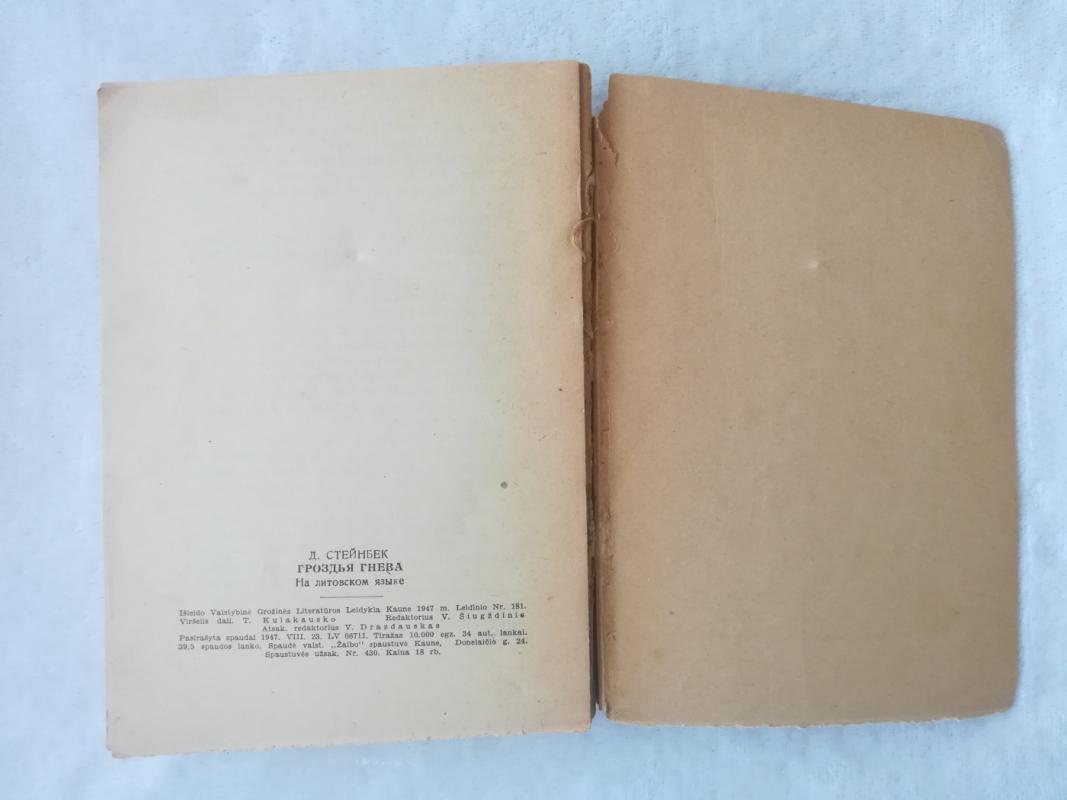 Д. СТЕЙНБЕК
ГРОЗДЬЯ ГНЕВА
На литовском языке
Išleido Valstybinė Grožinės Literatūros Leidykla Kaune 1947 m. Leidinio Nr. 181.
Viršelis dail. T. Kulakausko Redaktorius V. Šiugždinis
Atsak. redaktorius V. Drazdauskas
Pasirašyta spaudai 1947. VIII. 23. LV 06711. Tiražas 10.000 egz. 34 aut. lankai.
39,5 spaudos lanko. Spaudė valst. „Žaibo" spaustuvė Kaune, Donelaičio g. 24.
Spaustuvės užsak. Nr. 430. Kaina 18 rb.